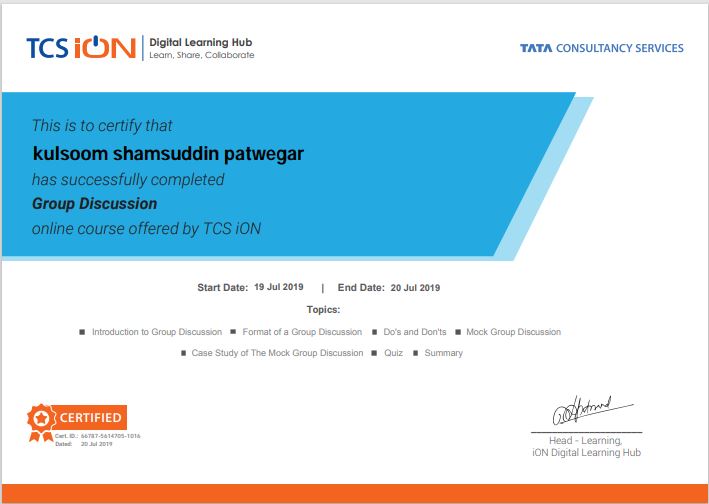 TCS iON Digital Learning Hub
Learn, Share, Collaborate
TATA CONSULTANCY SERVICES
This is to certify that
kulsoom shamsuddin patwegar
has successfully completed
Group Discussion
online course offered by TCS iON
Start Date: 19 Jul 2019 | End Date: 20 Jul 2019
Topics:
■ Introduction to Group Discussion ■ Format of a Group Discussion ■ Do's and Don'ts ■ Mock Group Discussion
■ Case Study of The Mock Group Discussion ■ Quiz ■ Summary
CERTIFIED
Cert. ID.: 66787-5614705-1016
Dated: 20 Jul 2019
Head - Learning,
iON Digital Learning Hub